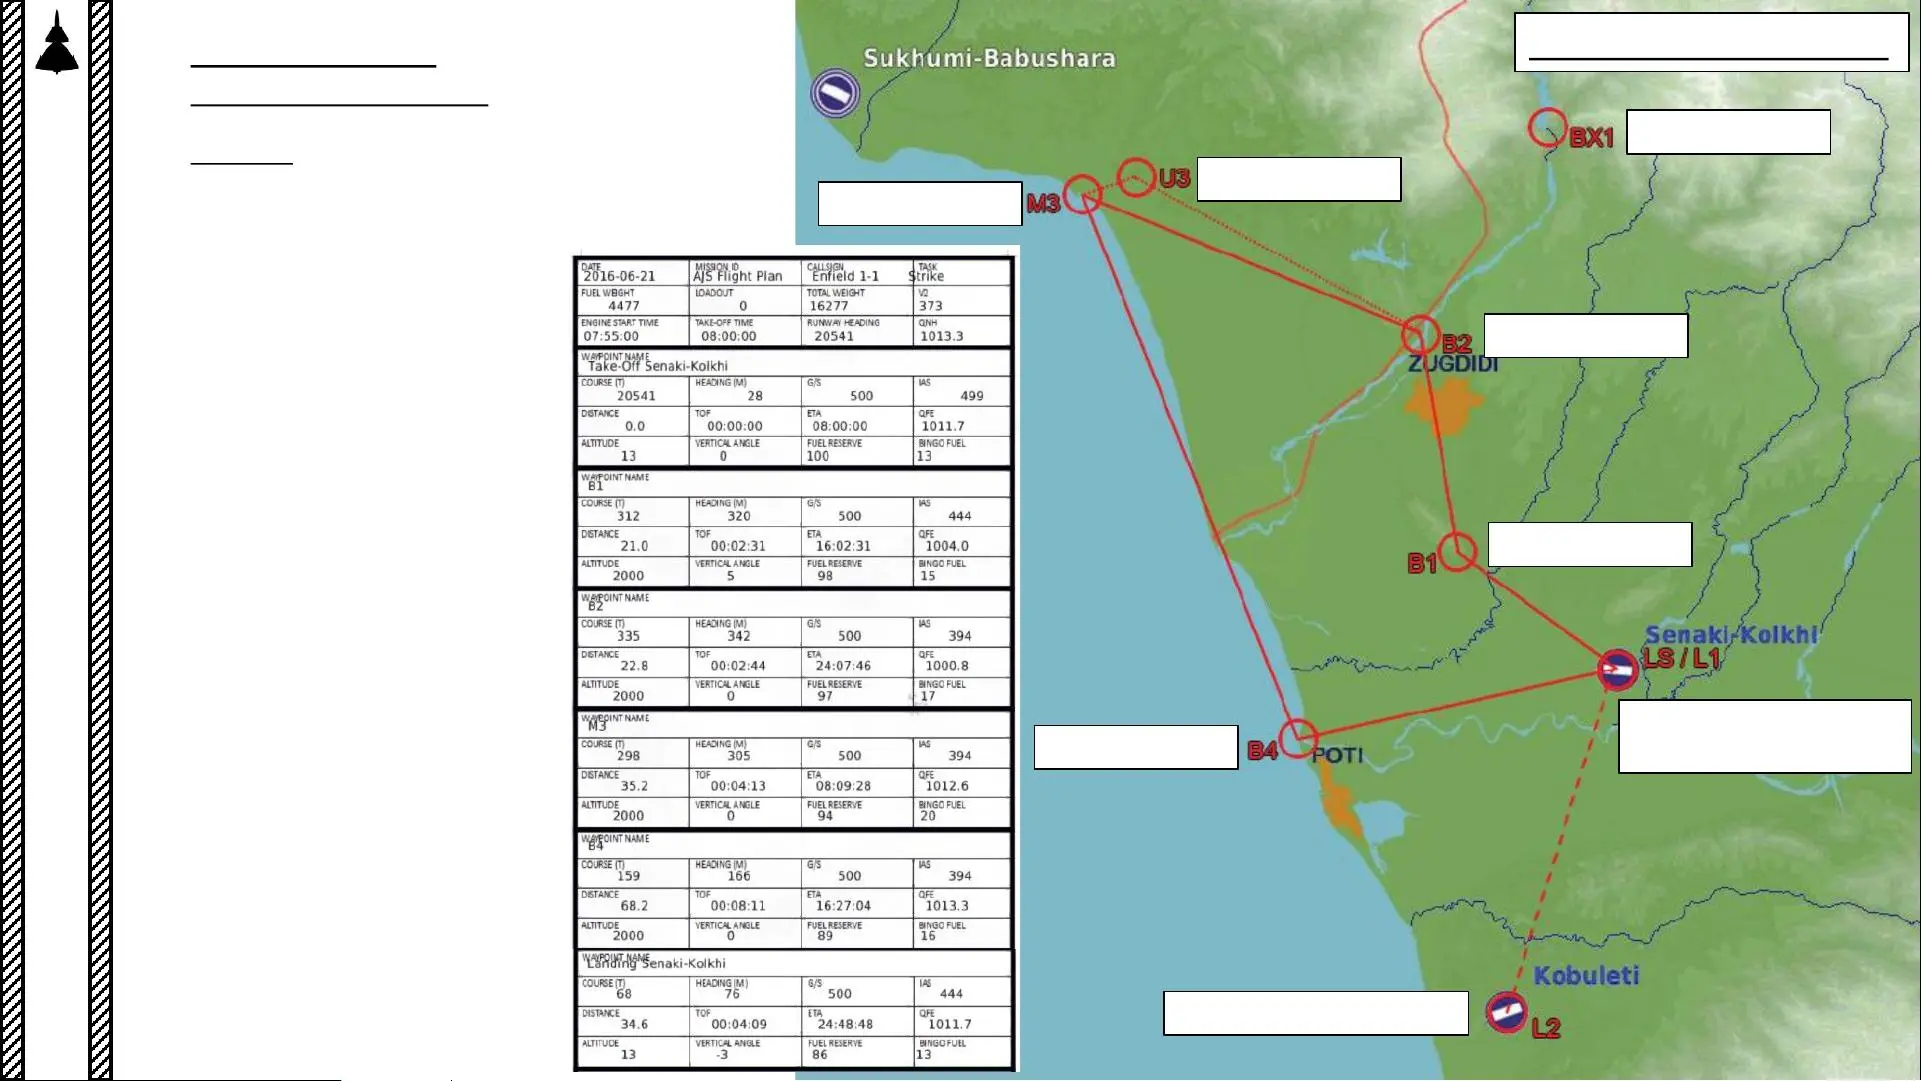 DATE MISSION ID CALLSIGN TASK
2016-06-21 AJS Flight Plan Enfield 1-1 Strike
FUEL WEIGHT LOADOUT TOTAL WEIGHT V2
4477 0 16277 373
ENGINE START TIME TAKE-OFF TIME RUNWAY HEADING QNH
07:55:00 08:00:00 20541 1013.3
WAYPOINT NAME
Take-Off Senaki-Kolkhi
COURSE (T) HEADING (M) G/S IAS
20541 28 500 499
DISTANCE TOF ETA QFE
0.0 00:00:00 08:00:00 1011.7
ALTITUDE VERTICAL ANGLE FUEL RESERVE BINGO FUEL
13 0 100 13
WAYPOINT NAME
B1
COURSE (T) HEADING (M) G/S IAS
312 320 500 444
DISTANCE TOF ETA QFE
21.0 00:02:31 16:02:31 1004.0
ALTITUDE VERTICAL ANGLE FUEL RESERVE BINGO FUEL
2000 5 98 15
WAYPOINT NAME
B2
COURSE (T) HEADING (M) G/S IAS
335 342 500 394
DISTANCE TOF ETA QFE
22.8 00:02:44 24:07:46 1000.8
ALTITUDE VERTICAL ANGLE FUEL RESERVE BINGO FUEL
2000 0 97 17
WAYPOINT NAME
M3
COURSE (T) HEADING (M) G/S IAS
298 305 500 394
DISTANCE TOF ETA QFE
35.2 00:04:13 08:09:28 1012.6
ALTITUDE VERTICAL ANGLE FUEL RESERVE BINGO FUEL
2000 0 94 20
WAYPOINT NAME
B4
COURSE (T) HEADING (M) G/S IAS
159 166 500 394
DISTANCE TOF ETA QFE
68.2 00:08:11 16:27:04 1013.3
ALTITUDE VERTICAL ANGLE FUEL RESERVE BINGO FUEL
2000 0 89 16
WAYPOINT NAME
Landing Senaki-Kolkhi
COURSE (T) HEADING (M) G/S IAS
68 76 500 444
DISTANCE TOF ETA QFE
34.6 00:04:09 24:48:48 1011.7
ALTITUDE VERTICAL ANGLE FUEL RESERVE BINGO FUEL
13 -3 86 13
Sukhumi-Babushara
BX1
U3
M3
B2
ZUGDIDI
B1
Senaki-Kolkhi
LS / L1
B4
POTI
Kobuleti
L2